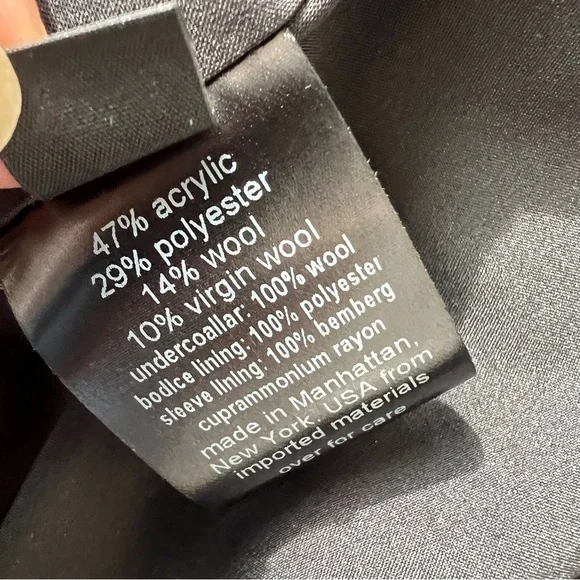 47% acrylic
29% polyester
14% wool
10% virgin wool
undercoallar: 100% wool
bodice lining: 100% polyester
sleeve lining: 100% bemberg
cuprammonium rayon
made in Manhattan,
New York, USA from
imported materials
over for care